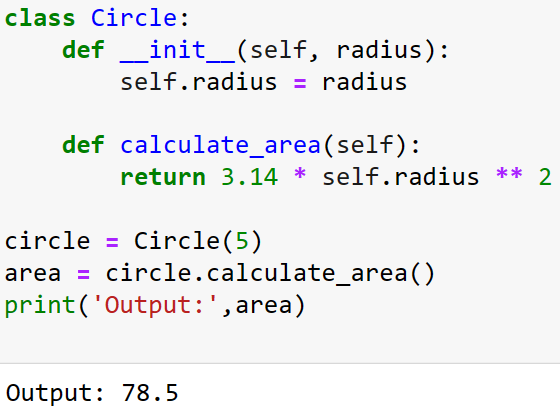 class Circle:
    def __init__(self, radius):
        self.radius = radius

    def calculate_area(self):
        return 3.14 * self.radius ** 2

circle = Circle(5)
area = circle.calculate_area()
print('Output:',area)

Output: 78.5